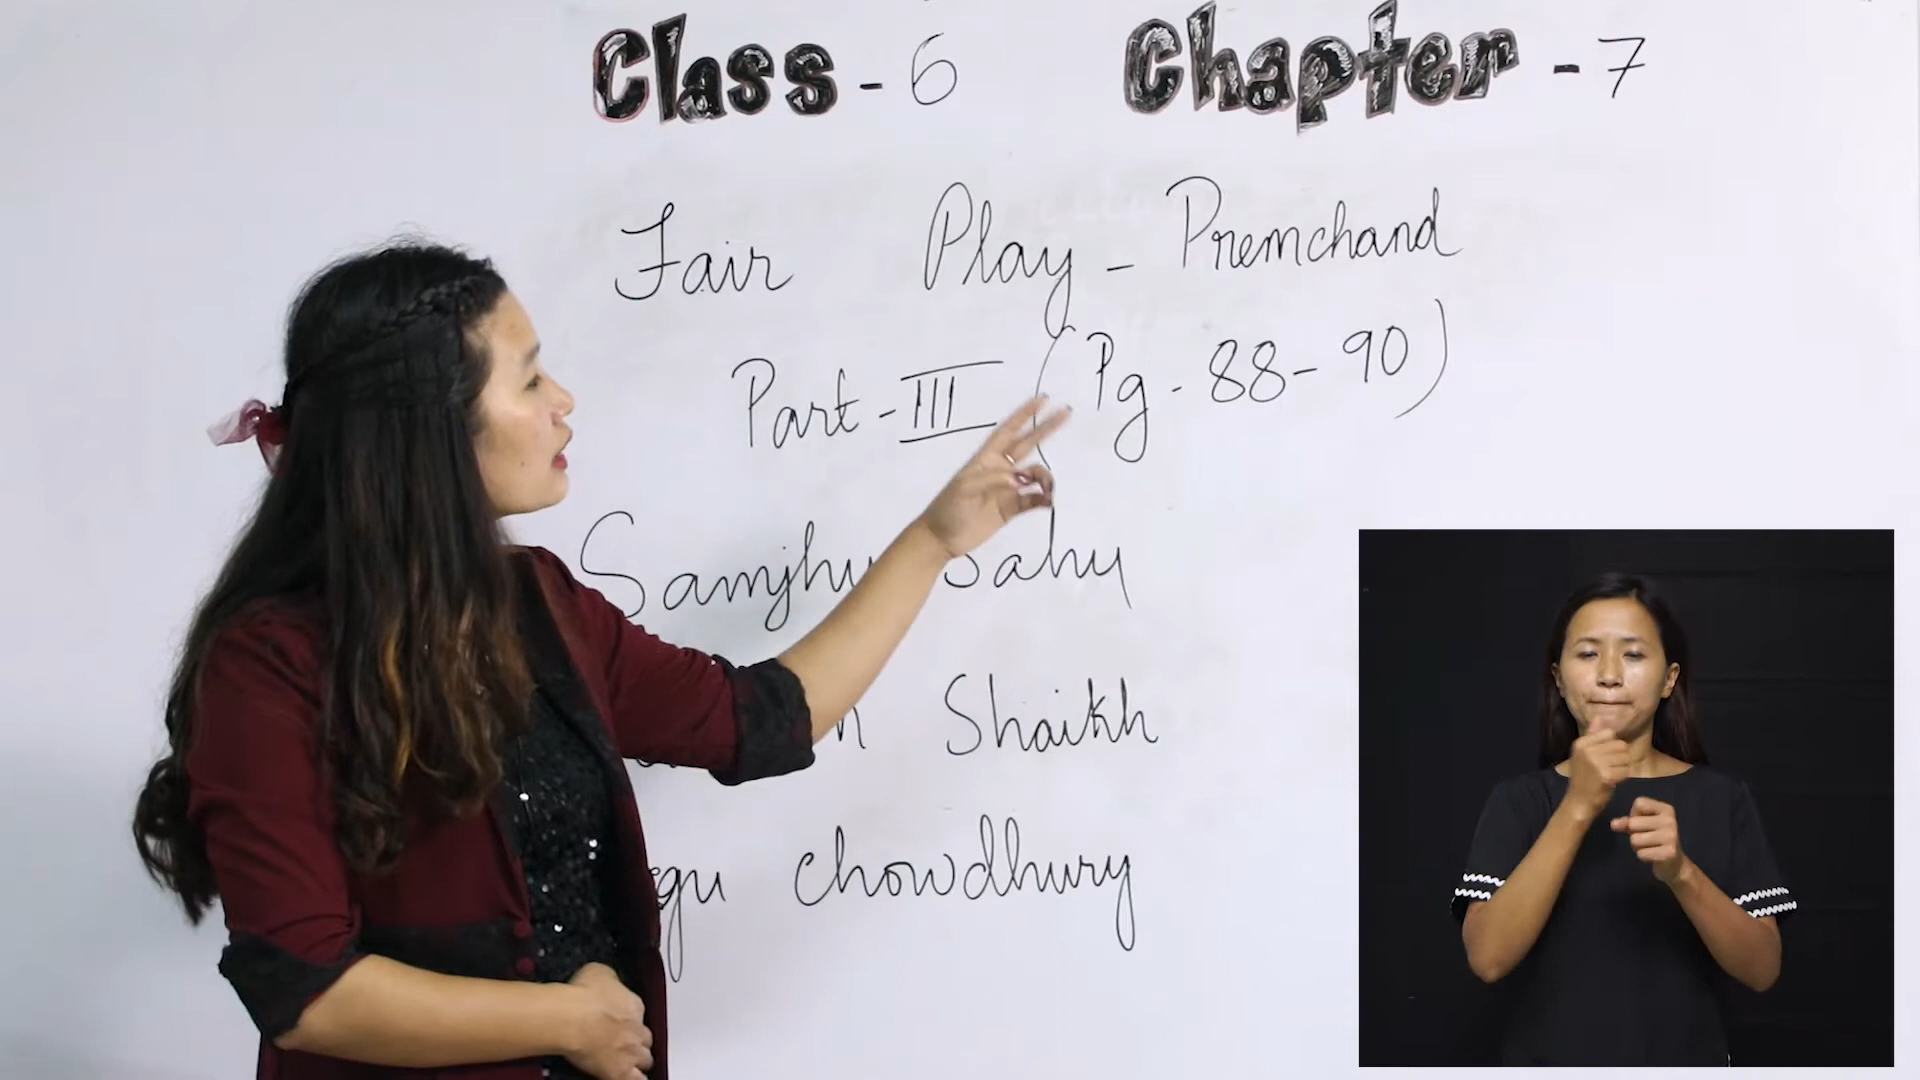 Class - 6 Chapter - 7
Fair Play - Premchand
Part - III (Pg - 88 - 90)
Sahu
Shaikh
Chowdhury